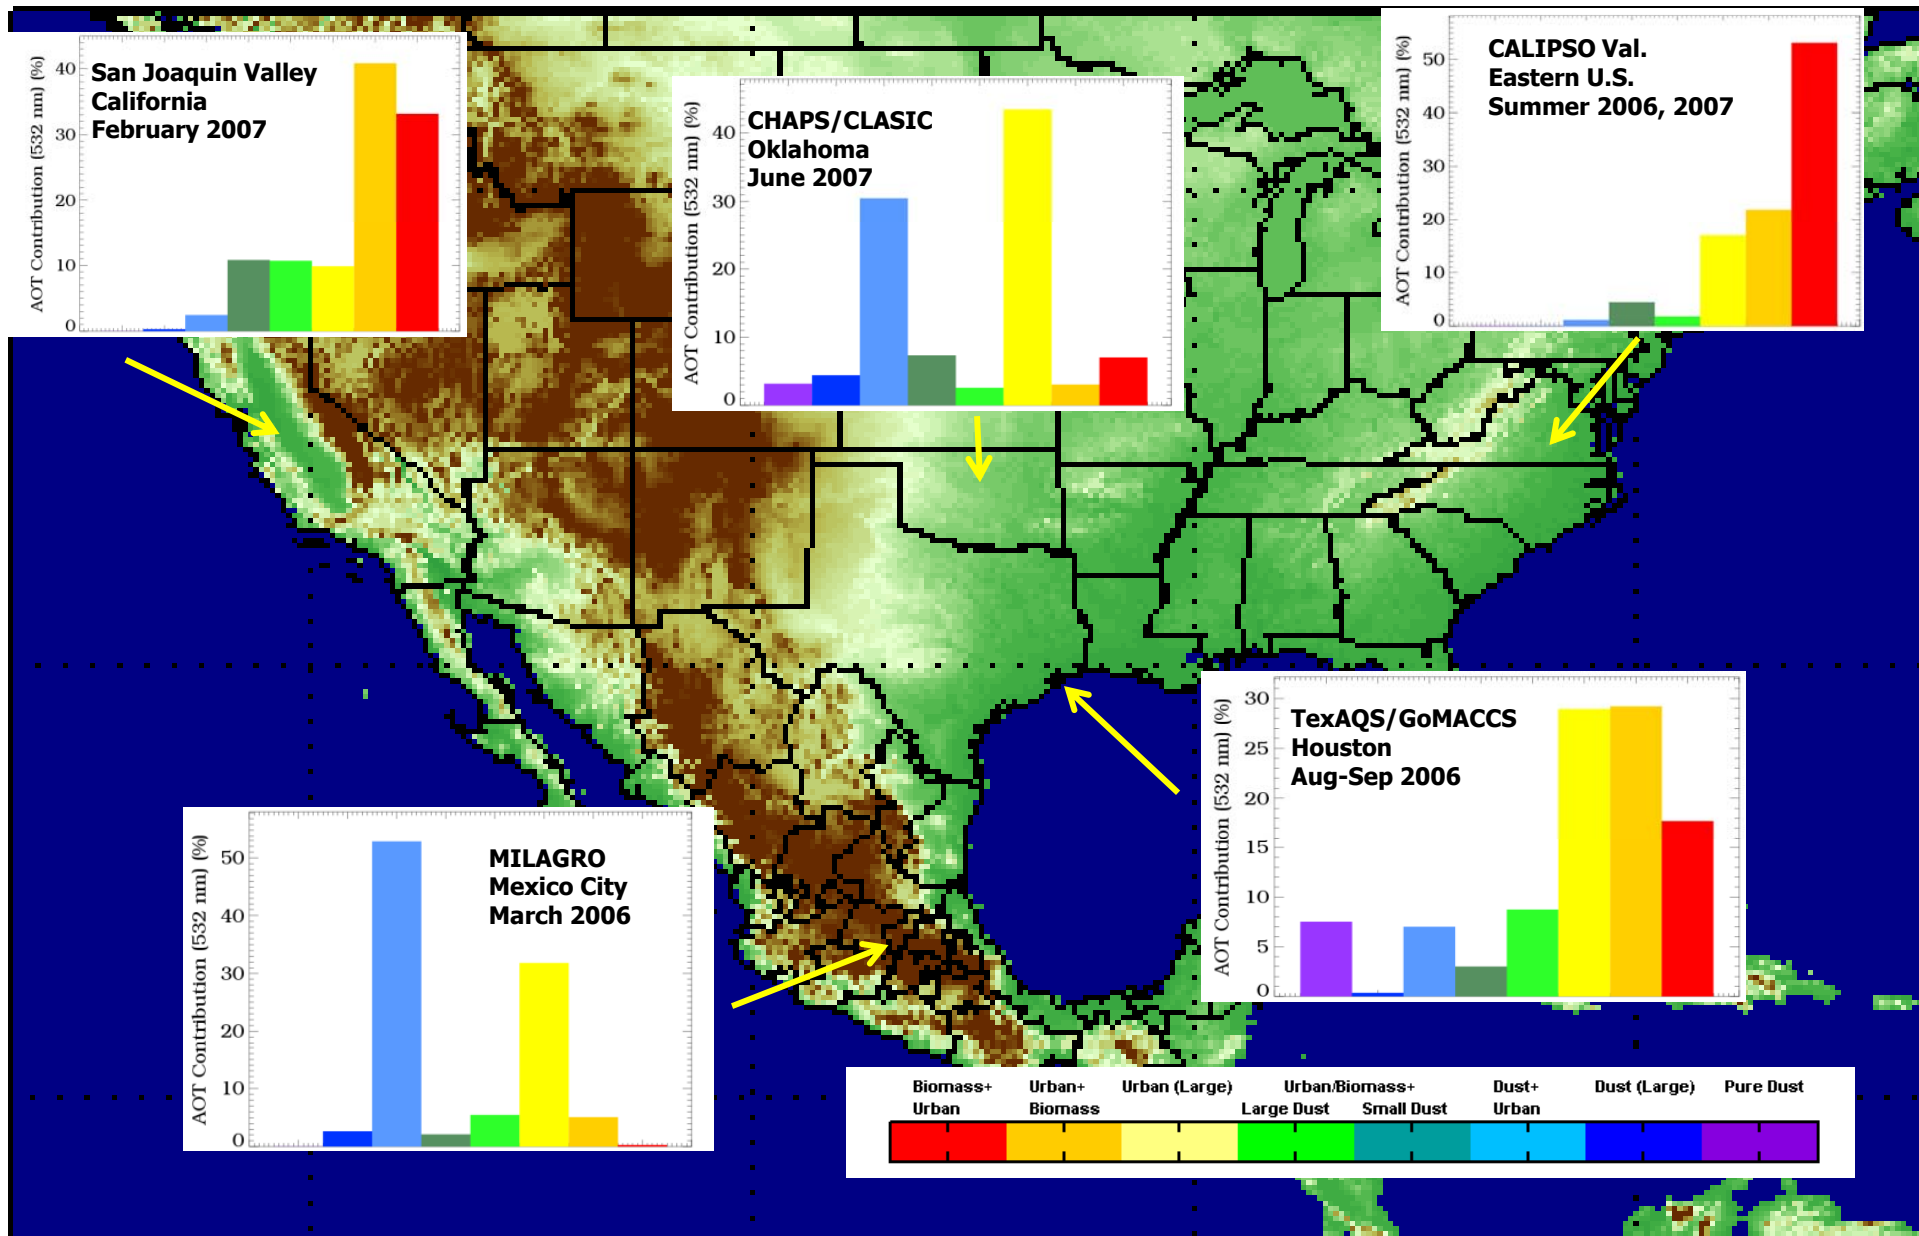 San Joaquin Valley
California
February 2007
AOT Contribution (532 nm) (%)
40
30
20
10
0
CHAPS/CLASIC
Oklahoma
June 2007
AOT Contribution (532 nm) (%)
40
30
20
10
0
CALIPSO Val.
Eastern U.S.
Summer 2006, 2007
AOT Contribution (532 nm) (%)
50
40
30
20
10
0
MILAGRO
Mexico City
March 2006
AOT Contribution (532 nm) (%)
50
40
30
20
10
0
TexAQS/GoMACCS
Houston
Aug-Sep 2006
AOT Contribution (532 nm) (%)
30
25
20
15
10
5
0
Biomass+
Urban
Urban+
Biomass
Urban (Large)
Urban/Biomass+
Large Dust
Small Dust
Dust+
Urban
Dust (Large)
Pure Dust